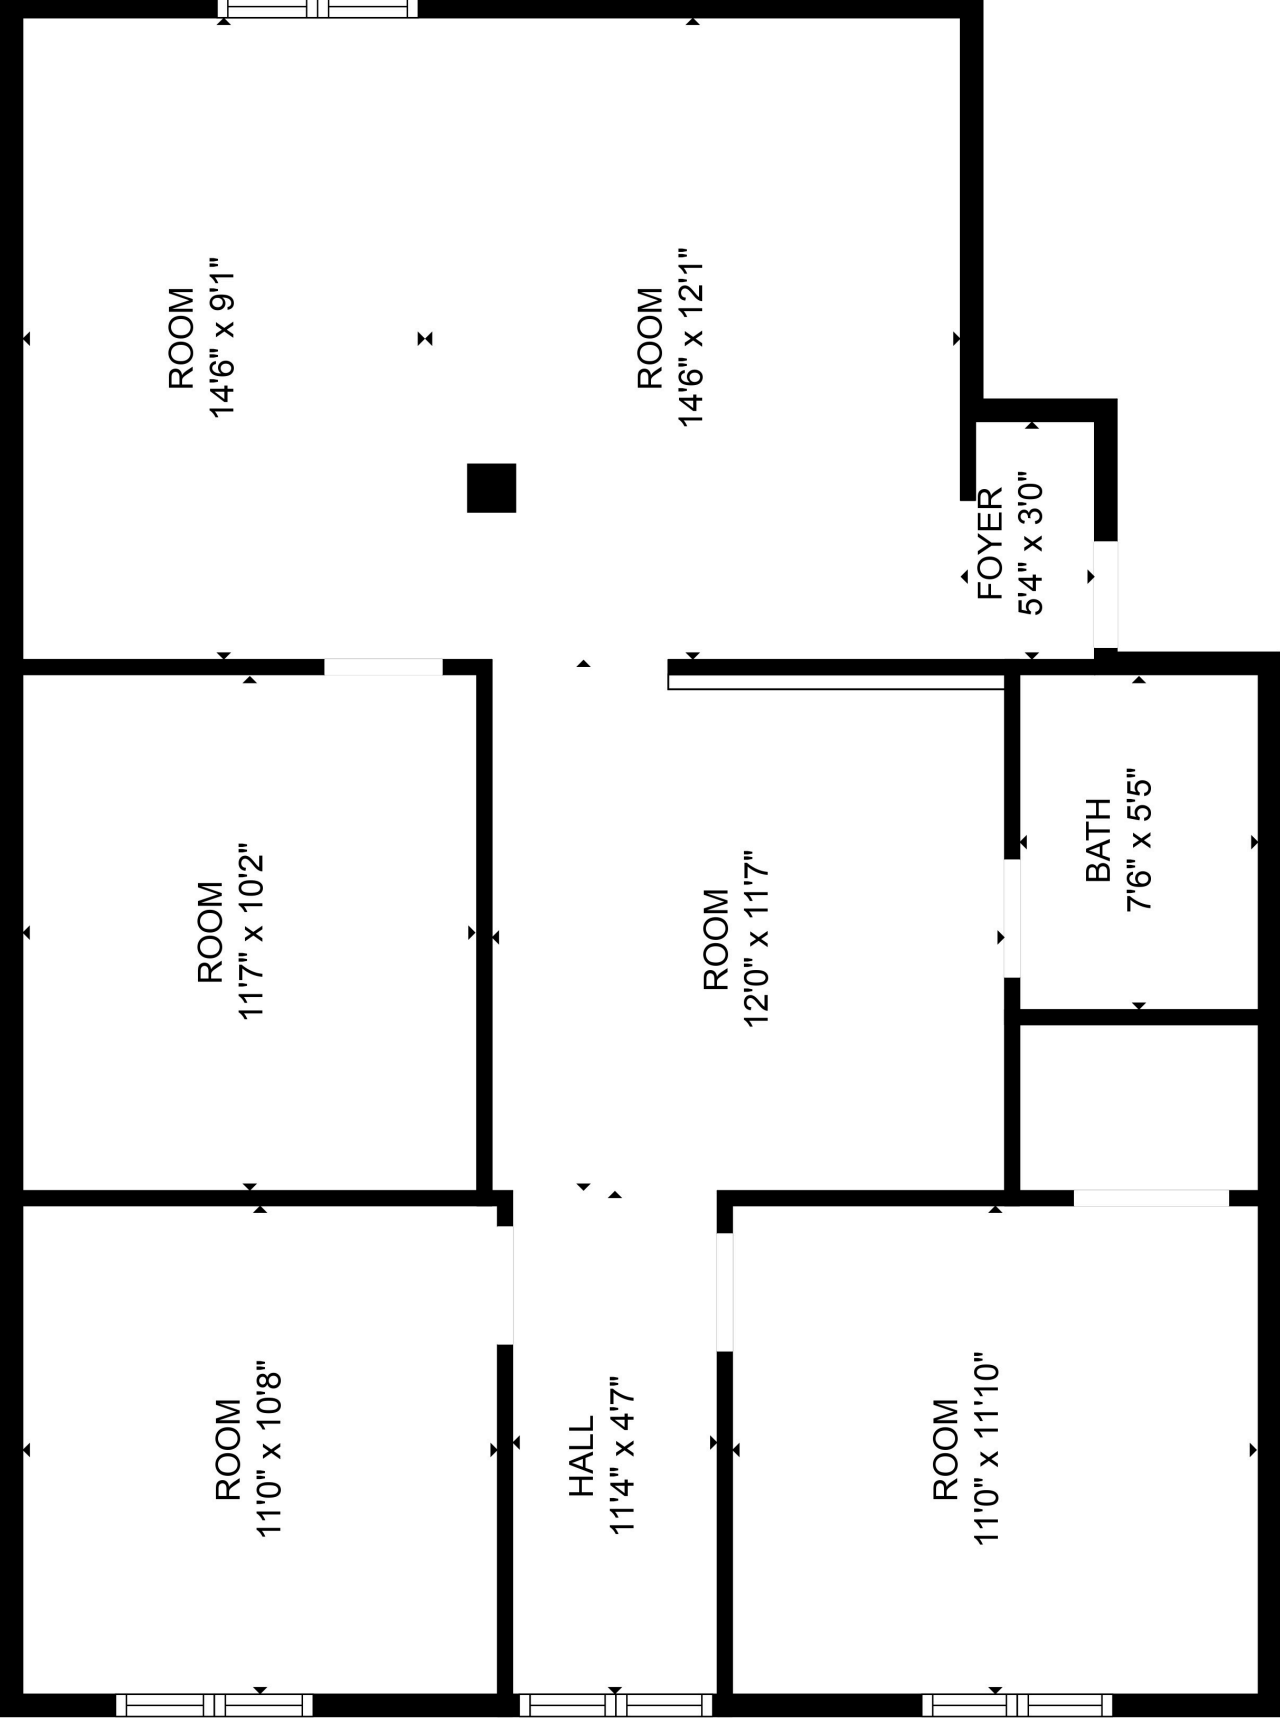 ROOM
14'6" x 9'1"
ROOM
14'6" x 12'1"
FOYER
5'4" x 3'0"
ROOM
11'7" x 10'2"
ROOM
12'0" x 11'7"
BATH
7'6" x 5'5"
ROOM
11'0" x 10'8"
HALL
11'4" x 4'7"
ROOM
11'0" x 11'10"